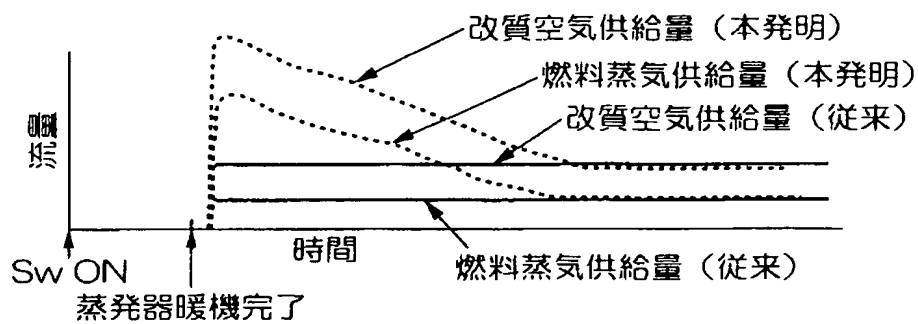 改質空気供給量（本発明）
燃料蒸気供給量（本発明）
改質空気供給量（従来）
流量
時間
燃料蒸気供給量（従来）
Sw ON
蒸発器暖機完了